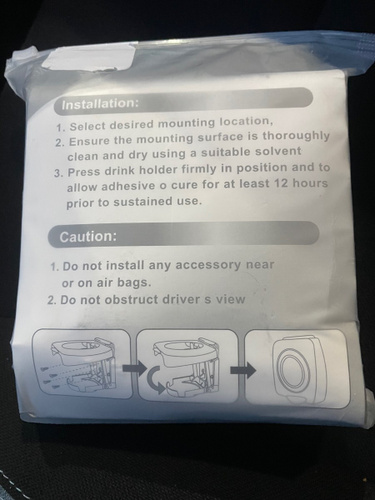 Installation:
1. Select desired mounting location,
2. Ensure the mounting surface is thoroughly
clean and dry using a suitable solvent
3. Press drink holder firmly in position and to
allow adhesive o cure for at least 12 hours
prior to sustained use.
Caution:
1. Do not install any accessory near
or on air bags.
2. Do not obstruct driver s view